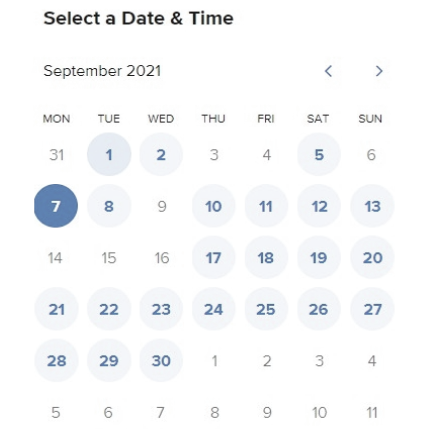 Select a Date & Time
September 2021
MON TUE WED THU FRI SAT SUN
31 1 2 3 4 5 6
7 8 9 10 11 12 13
14 15 16 17 18 19 20
21 22 23 24 25 26 27
28 29 30 1 2 3 4
5 6 7 8 9 10 11